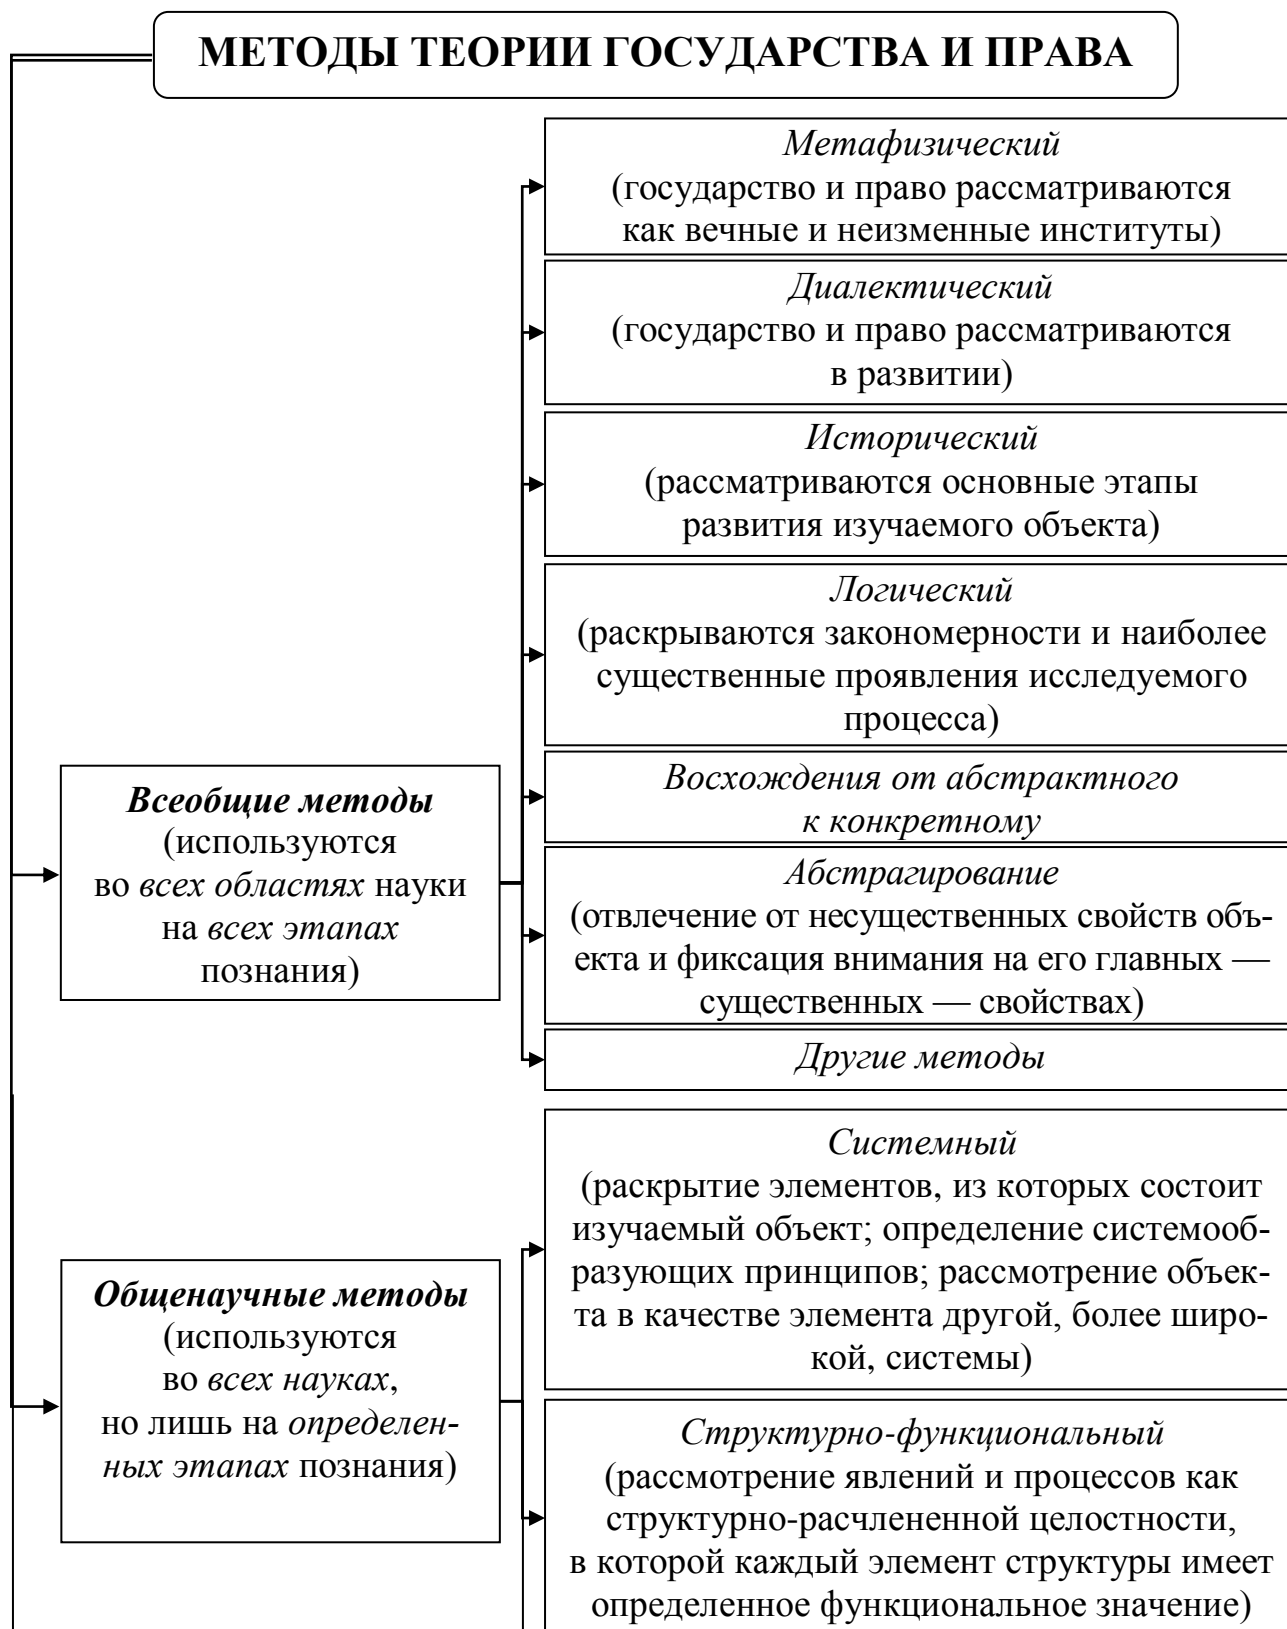 МЕТОДЫ ТЕОРИИ ГОСУДАРСТВА И ПРАВА
Метафизический
(государство и право рассматриваются
как вечные и неизменные институты)
Диалектический
(государство и право рассматриваются
в развитии)
Исторический
(рассматриваются основные этапы
развития изучаемого объекта)
Логический
(раскрываются закономерности и наиболее
существенные проявления исследуемого
процесса)
Всеобщие методы
(используются
во всех областях науки
на всех этапах
познания)
Восхождения от абстрактного
к конкретному
Абстрагирование
(отвлечение от несущественных свойств объ-
екта и фиксация внимания на его главных —
существенных — свойствах)
Другие методы
Системный
(раскрытие элементов, из которых состоит
изучаемый объект; определение системооб-
разующих принципов; рассмотрение объек-
та в качестве элемента другой, более широ-
кой, системы)
Общенаучные методы
(используются
во всех науках,
но лишь на определен-
ных этапах познания)
Структурно-функциональный
(рассмотрение явлений и процессов как
структурно-расчлененной целостности,
в которой каждый элемент структуры имеет
определенное функциональное значение)